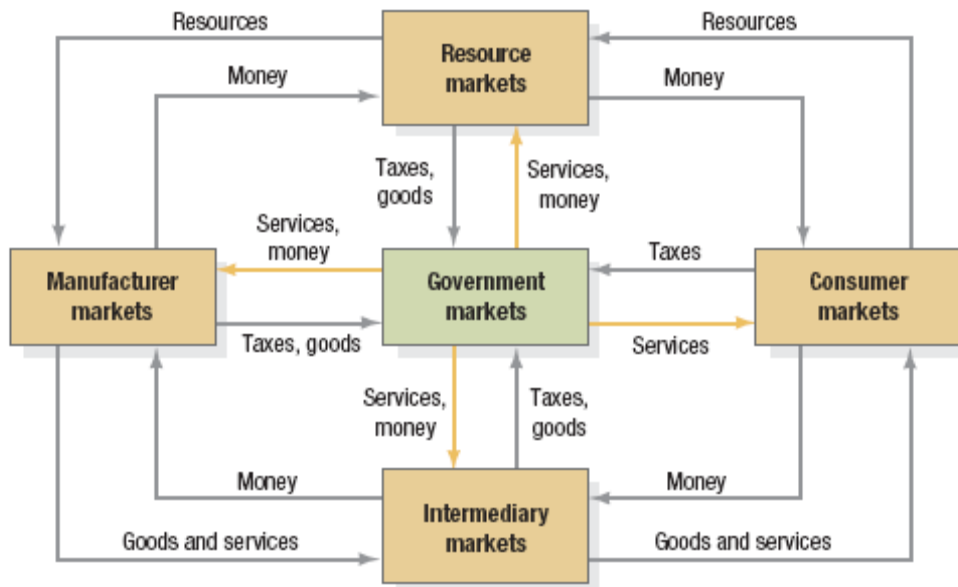 Resources
Resources
Resource
markets
Money
Money
Taxes,
goods
Services,
money
Services,
money
Taxes
Manufacturer
markets
Government
markets
Consumer
markets
Taxes, goods
Services
Services,
money
Taxes,
goods
Money
Money
Intermediary
markets
Goods and services
Goods and services